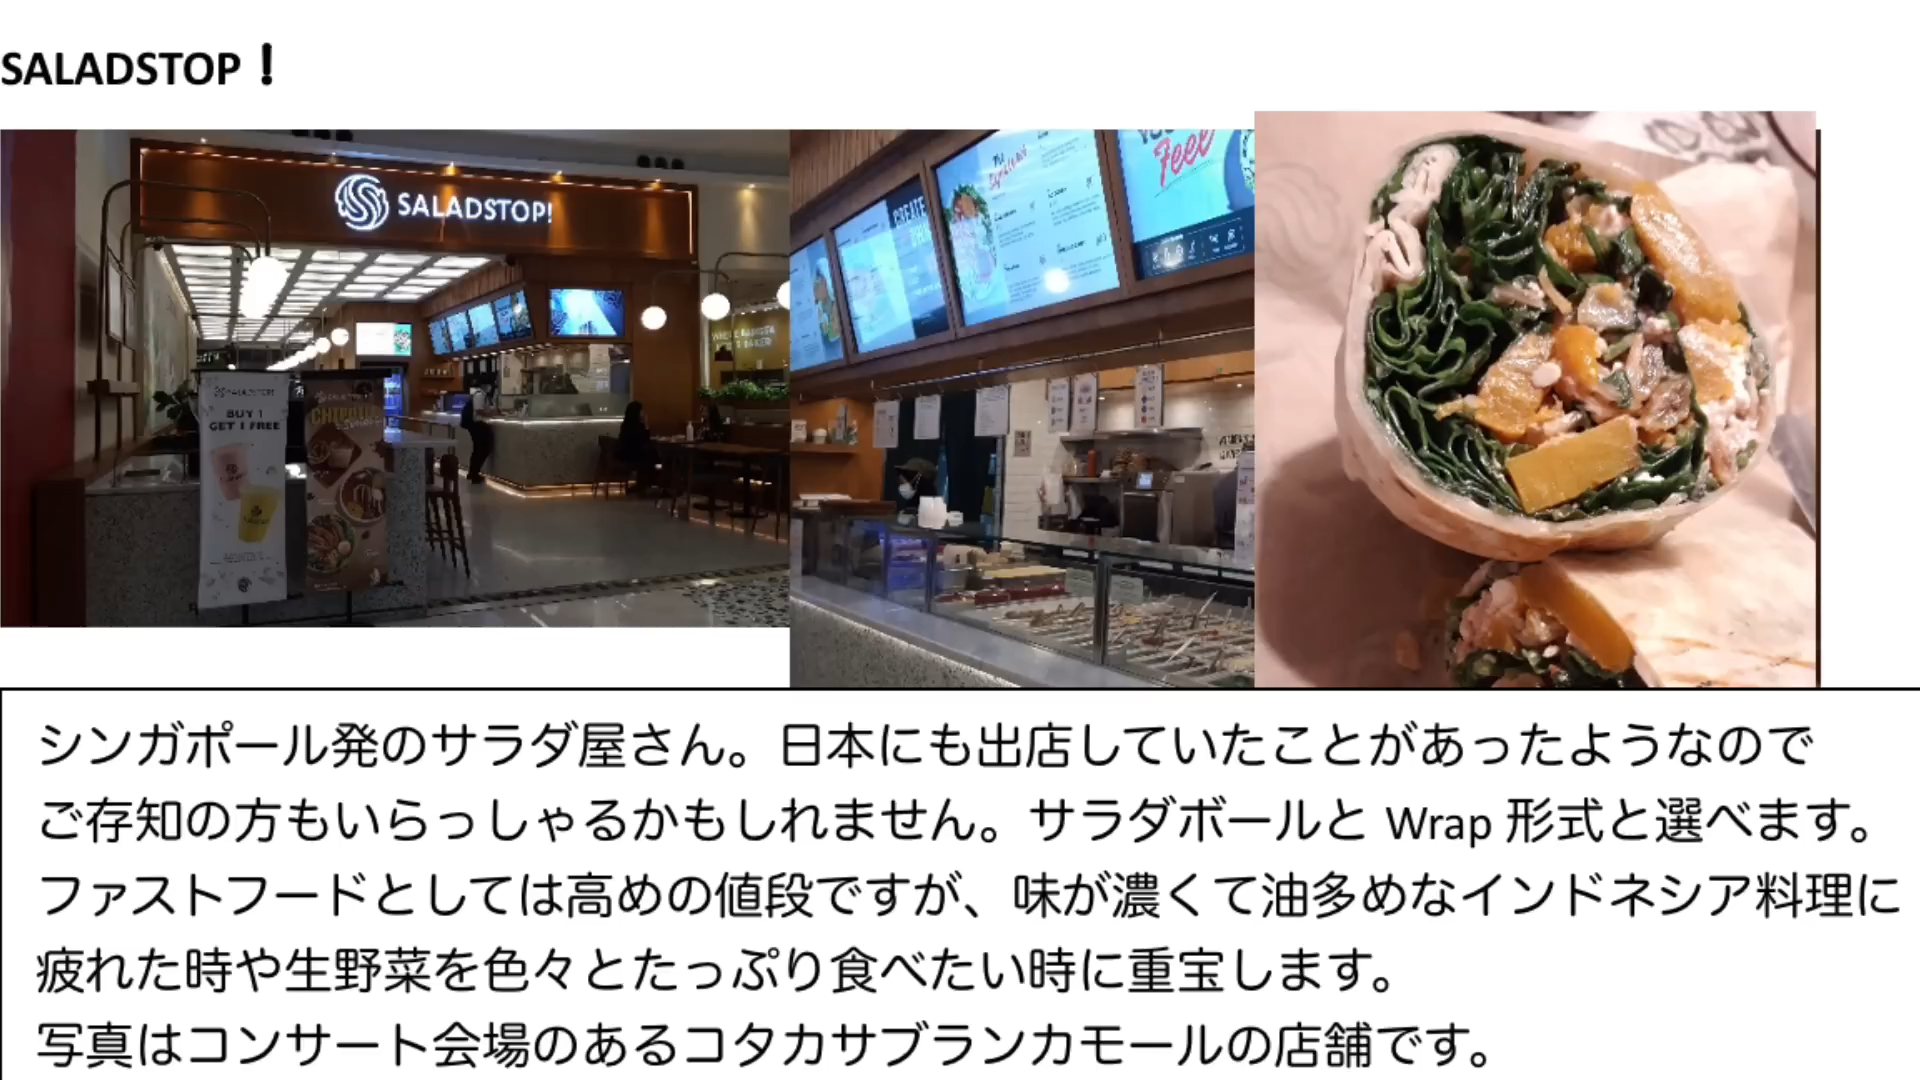 SALADSTOP！
SALADSTOP!
SALADSTOP!
BUY 1
GET 1 FREE
CHIPOTLE
CREATE
The
Feel
シンガポール発のサラダ屋さん。日本にも出店していたことがあったようなので
ご存知の方もいらっしゃるかもしれません。サラダボールと Wrap 形式と選べます。
ファストフードとしては高めの値段ですが、味が濃くて油多めなインドネシア料理に
疲れた時や生野菜を色々とたっぷり食べたい時に重宝します。
写真はコンサート会場のあるコタカサブランカモールの店舗です。